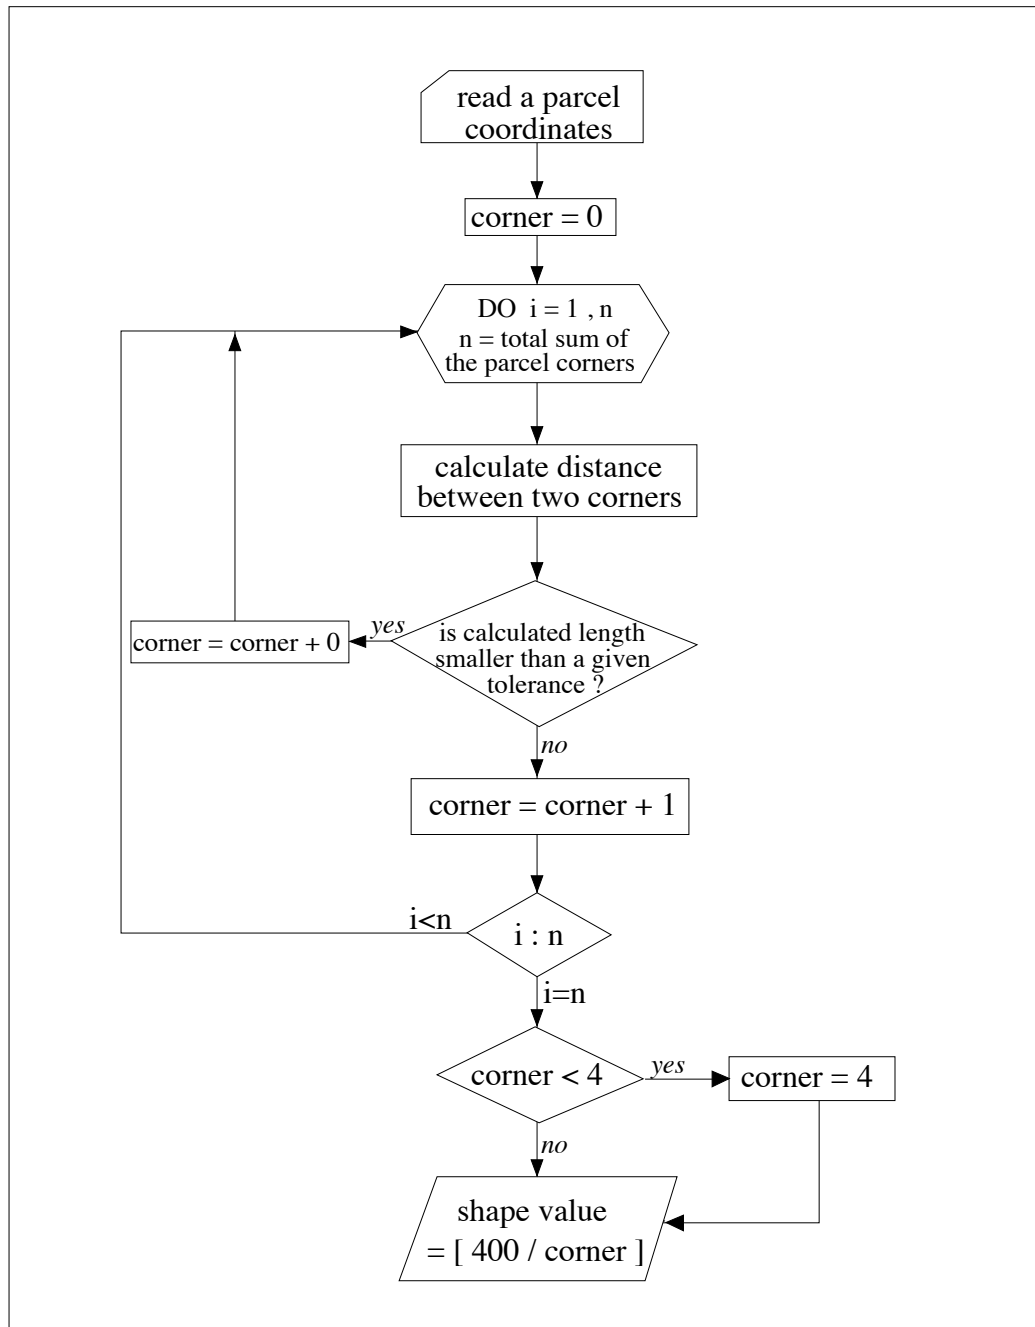 read a parcel
coordinates
corner = 0
DO i = 1 , n
n = total sum of
the parcel corners
calculate distance
between two corners
is calculated length
smaller than a given
tolerance ?
yes
corner = corner + 0
no
corner = corner + 1
i : n
i<n
i=n
corner < 4
yes
corner = 4
no
shape value
= [ 400 / corner ]